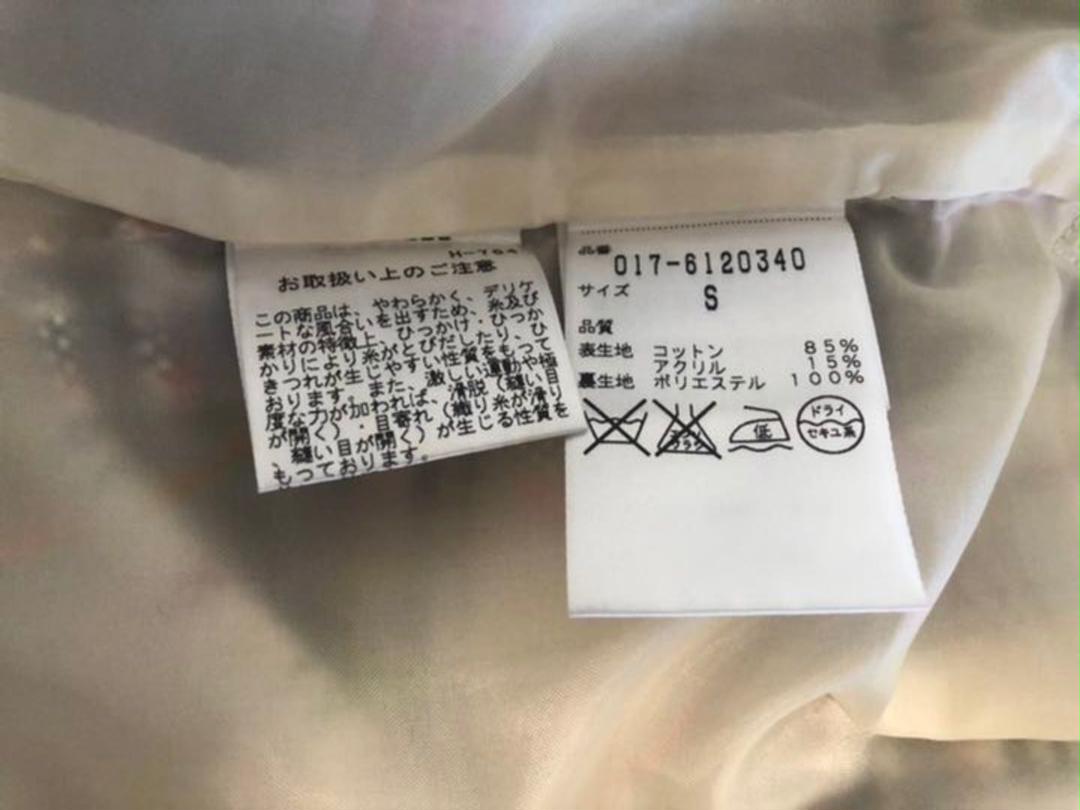 H-764
お取扱い上のご注意
この商品は、やわらかく、デリケ
ートな風合いを出すため、糸及び
素材の特徴上、ひっかけ・ひっか
かりにより糸がとびだしたり、ひ
きつれが生じやすい性質をもって
おります。また、激しい運動や極
度な力が加われば、滑脱（縫い目
が開く）・目寄れ（織り糸が滑り
、縫い目が開く）が生じる性質を
もっております。
品番
017-6120340
サイズ
S
品質
表生地 コットン 85%
アクリル 15%
裏生地 ポリエステル 100%
エンソ
サラシ
低
ドライ
セキユ系